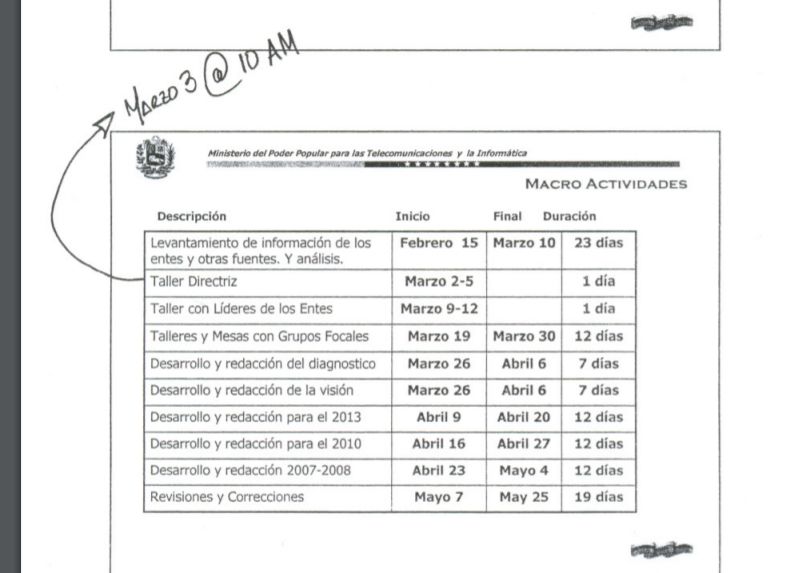 Marzo 3 @ 10 AM
Ministerio del Poder Popular para las Telecomunicaciones y la Informática
MACRO ACTIVIDADES
Descripción Inicio Final Duración
Levantamiento de información de los
entes y otras fuentes. Y análisis. Febrero 15 Marzo 10 23 días
Taller Directriz Marzo 2-5 1 día
Taller con Líderes de los Entes Marzo 9-12 1 día
Talleres y Mesas con Grupos Focales Marzo 19 Marzo 30 12 días
Desarrollo y redacción del diagnostico Marzo 26 Abril 6 7 días
Desarrollo y redacción de la visión Marzo 26 Abril 6 7 días
Desarrollo y redacción para el 2013 Abril 9 Abril 20 12 días
Desarrollo y redacción para el 2010 Abril 16 Abril 27 12 días
Desarrollo y redacción 2007-2008 Abril 23 Mayo 4 12 días
Revisiones y Correcciones Mayo 7 May 25 19 días